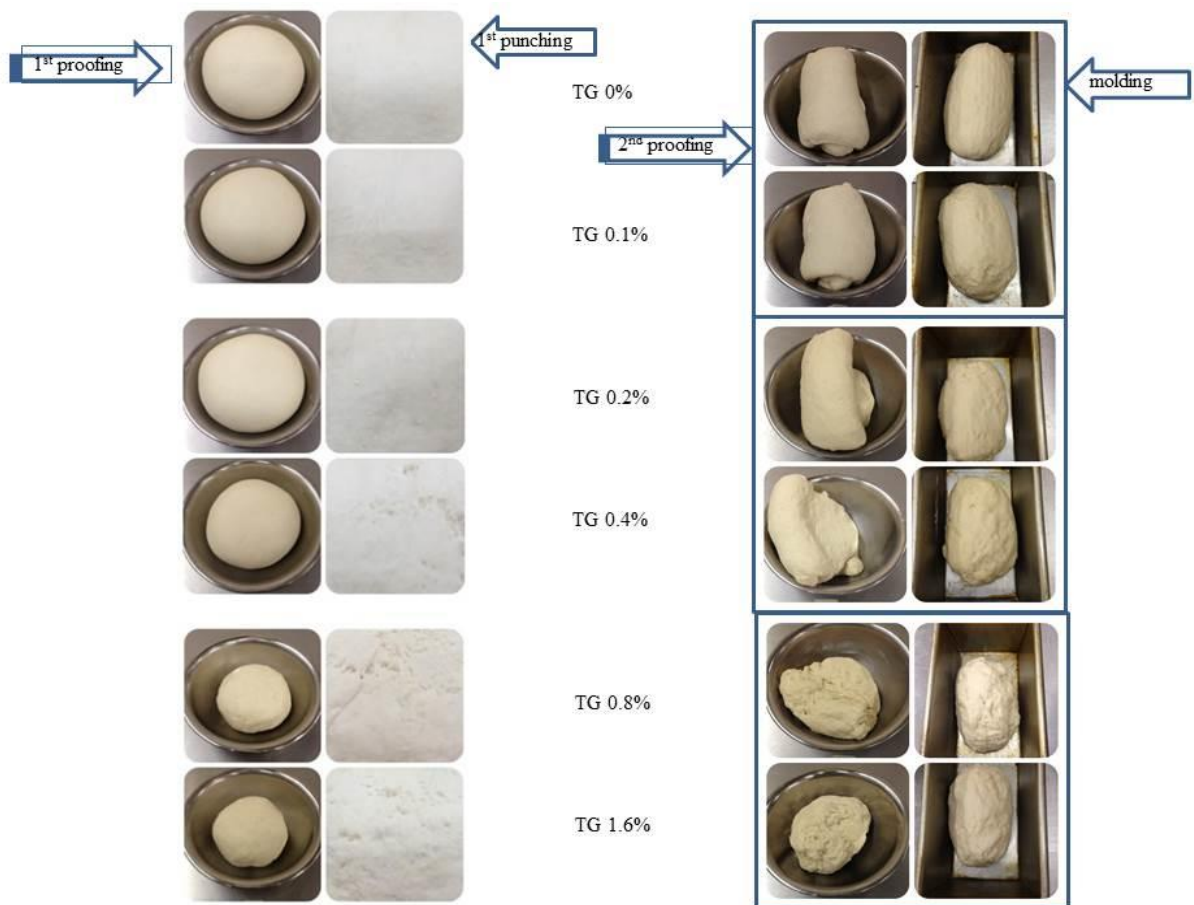 1st proofing
1st punching
TG 0%
molding
2nd proofing
TG 0.1%
TG 0.2%
TG 0.4%
TG 0.8%
TG 1.6%